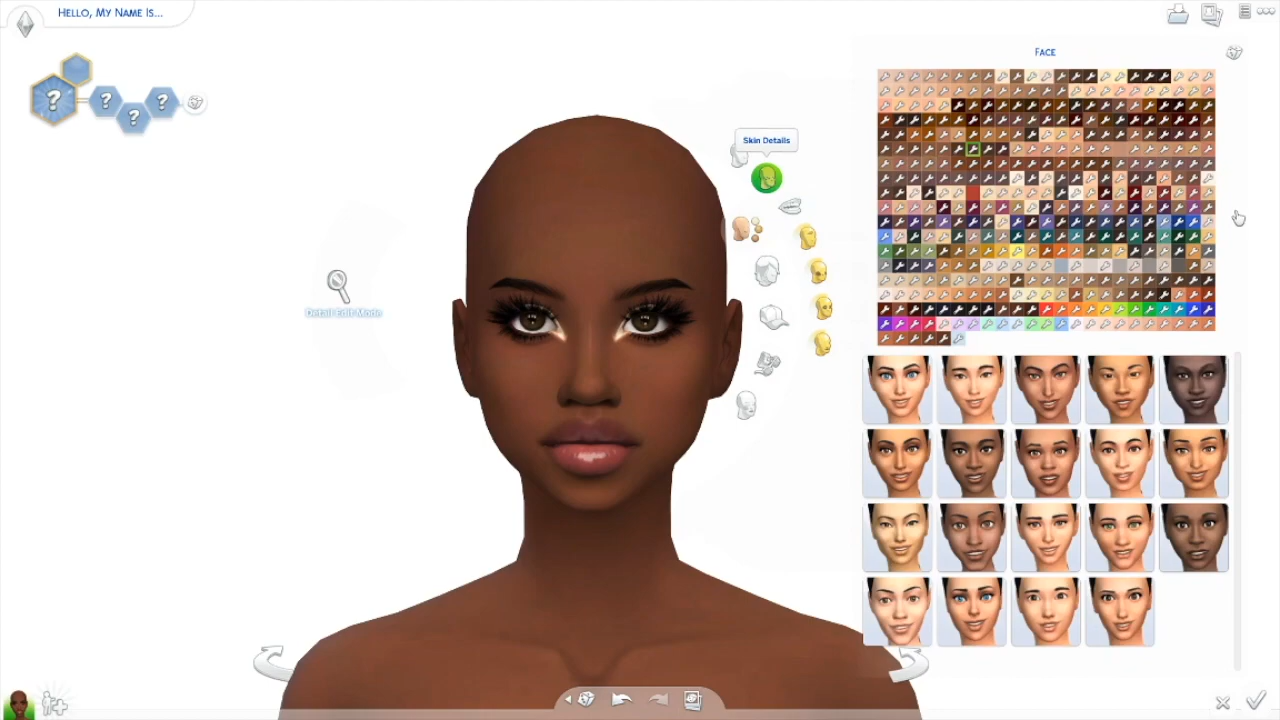 Hello, My Name Is...
Face
Skin Details
?
?
?
?
Detail Edit Mode